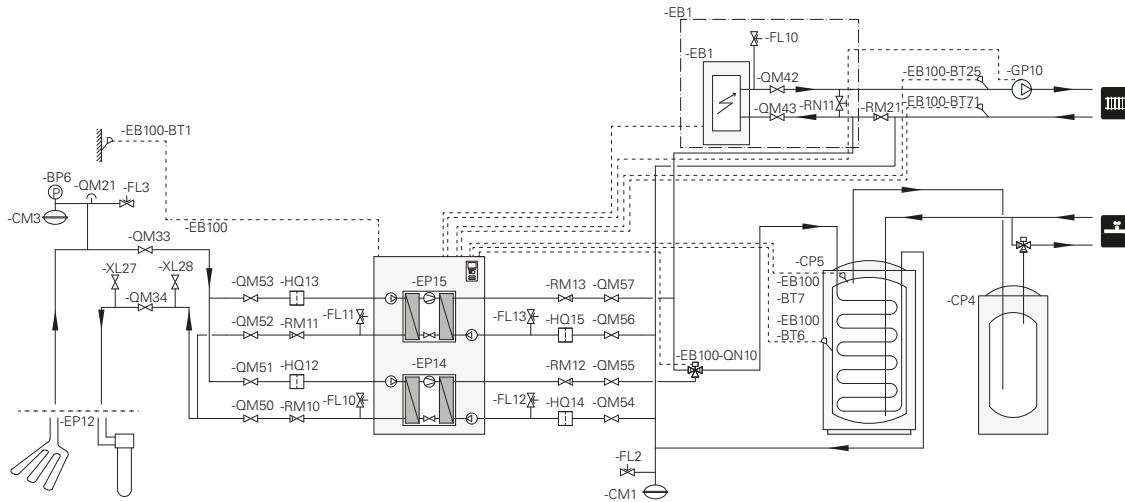 -EB1
-FL10
-EB1
-QM42
-EB100-BT25
-GP10
-QM43
-RN11
-RM21
-EB100-BT71
-EB100-BT1
-BP6
P
-QM21
-FL3
-CM3
-EB100
-QM33
-XL27
-XL28
-QM34
-QM53
-HQ13
-EP15
-RM13
-QM57
-CP5
-EB100
-BT7
-CP4
-QM52
-RM11
-FL11
-FL13
-HQ15
-QM56
-EB100
-BT6
-EB100-QN10
-QM51
-HQ12
-EP14
-RM12
-QM55
-QM50
-RM10
-FL10
-FL12
-HQ14
-QM54
-EP12
-FL2
-CM1